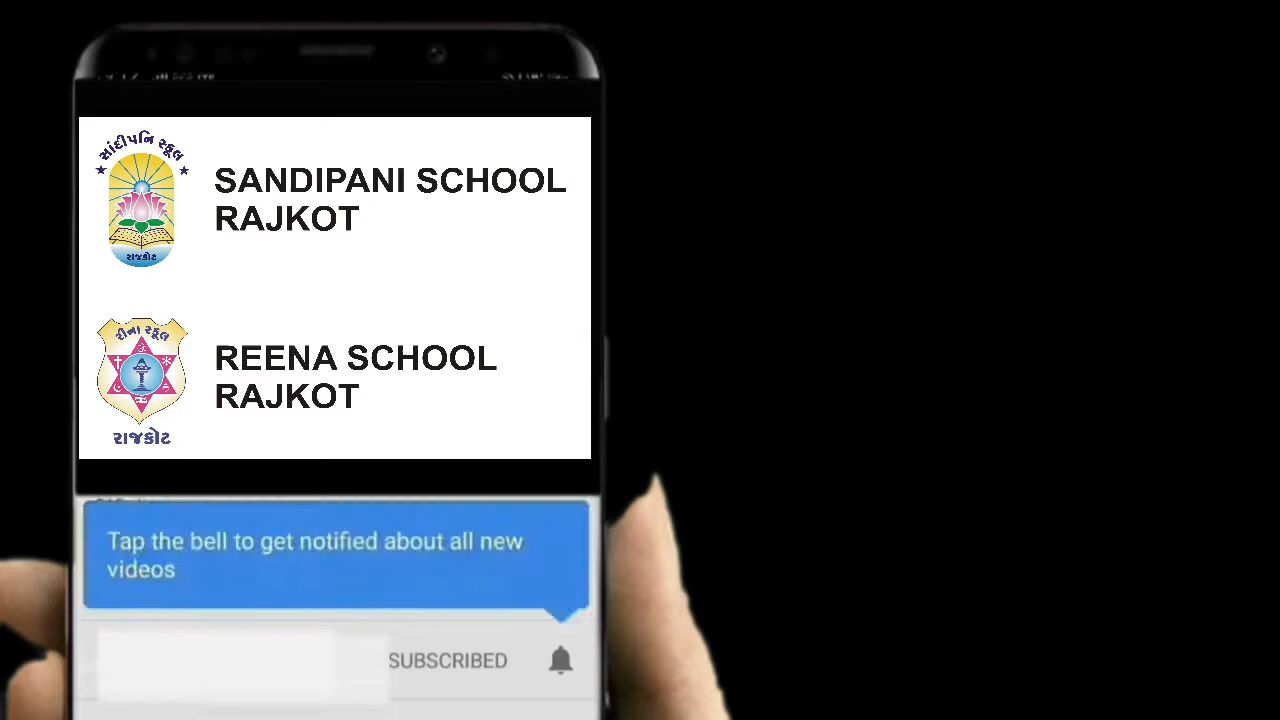 સાંદીપનિ સ્કૂલ
SANDIPANI SCHOOL
RAJKOT
રાજકોટ
રીના સ્કૂલ
REENA SCHOOL
RAJKOT
રાજકોટ
Tap the bell to get notified about all new
videos
SUBSCRIBED